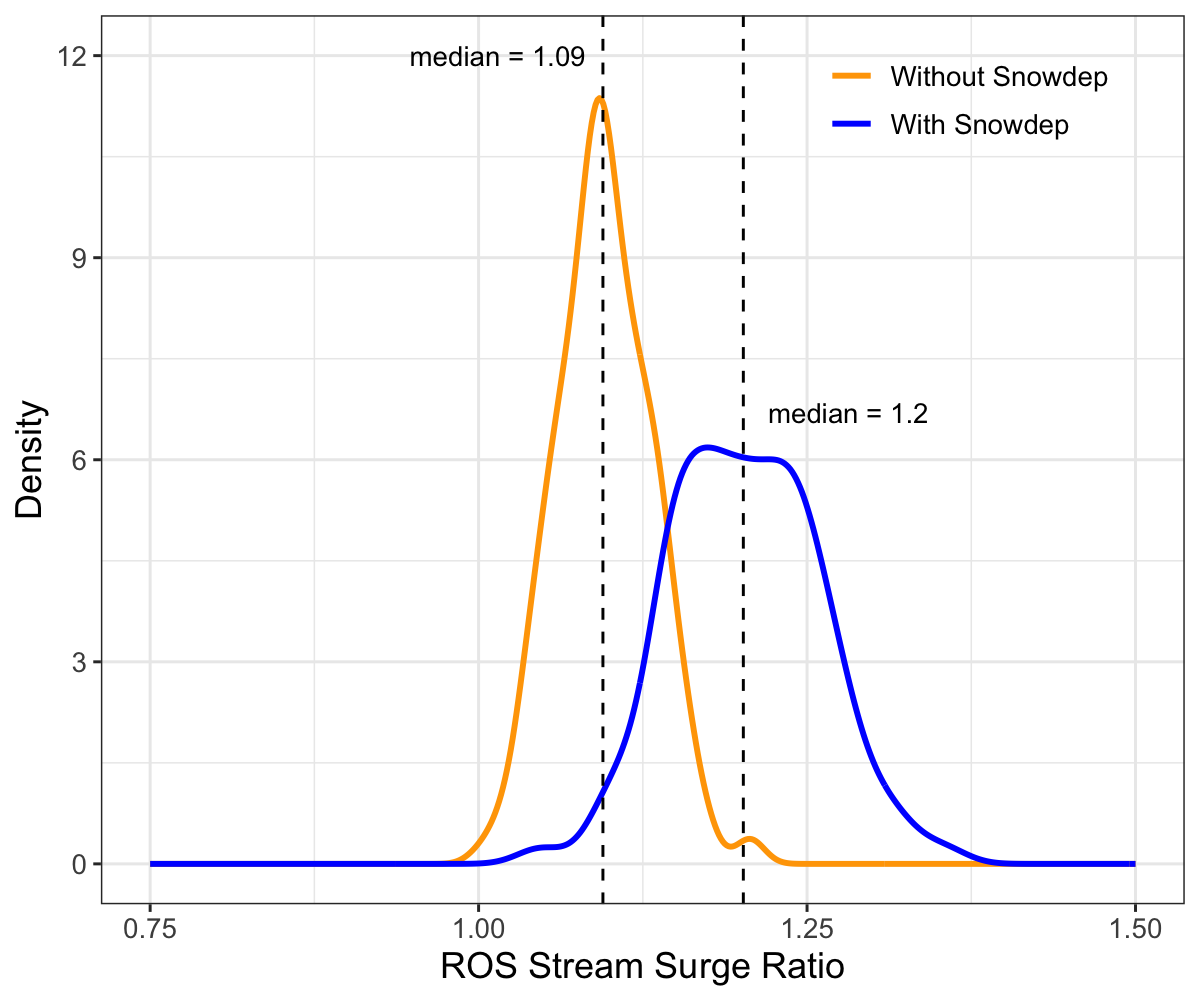 12
9
6
3
0
Density
median = 1.09
Without Snowdep
With Snowdep
median = 1.2
0.75
1.00
1.25
1.50
ROS Stream Surge Ratio